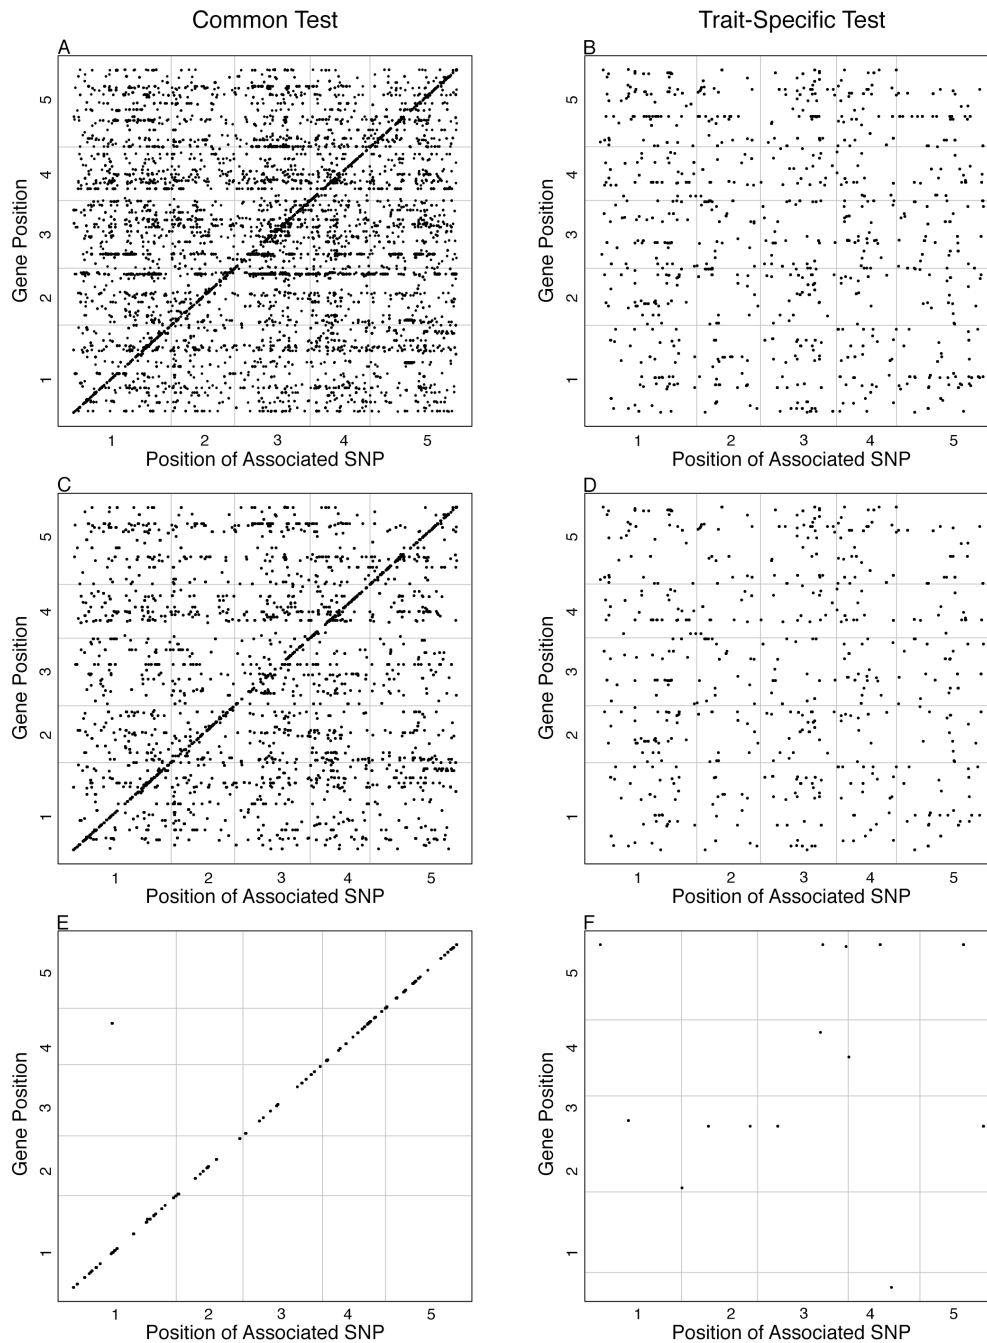 Common Test
Trait-Specific Test
A
B
5
4
3
2
1
Gene Position
5
4
3
2
1
Gene Position
1 2 3 4 5
Position of Associated SNP
1 2 3 4 5
Position of Associated SNP
C
D
5
4
3
2
1
Gene Position
5
4
3
2
1
Gene Position
1 2 3 4 5
Position of Associated SNP
1 2 3 4 5
Position of Associated SNP
E
F
5
4
3
2
1
Gene Position
5
4
3
2
1
Gene Position
1 2 3 4 5
Position of Associated SNP
1 2 3 4 5
Position of Associated SNP